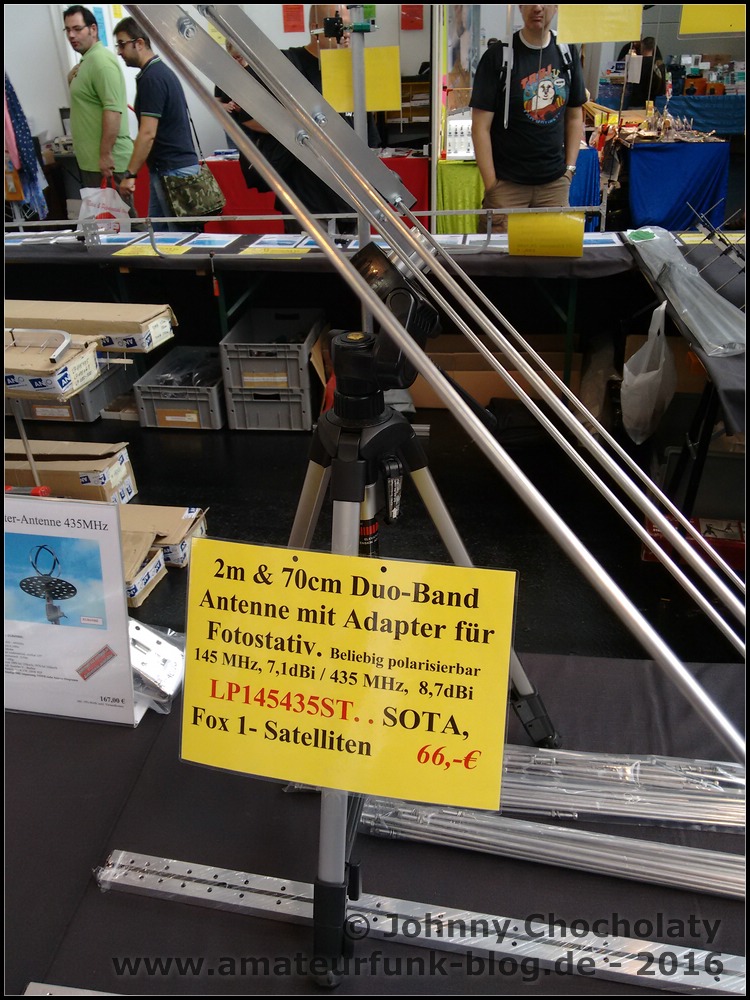 ter-Antenne 435MHz
167,00 €
2m & 70cm Duo-Band
Antenne mit Adapter für
Fotostativ. Beliebig polarisierbar
145 MHz, 7,1dBi / 435 MHz, 8,7dBi
LP145435ST. . SOTA,
Fox 1- Satelliten 66,-€
© Johnny Chocholaty
www.amateurfunk-blog.de - 2016